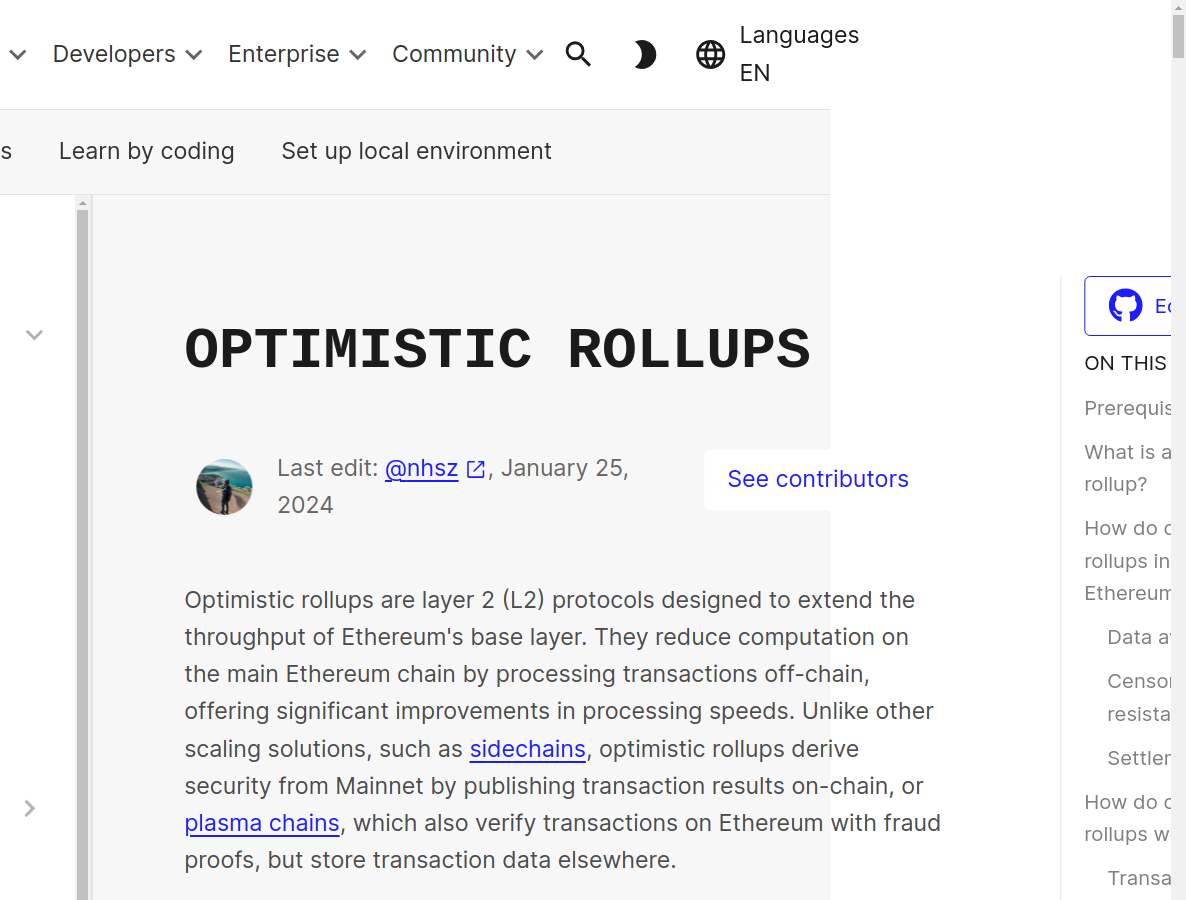 Developers Enterprise Community Languages EN
s Learn by coding Set up local environment
OPTIMISTIC ROLLUPS
Last edit: @nhsz, January 25,
2024
See contributors
Optimistic rollups are layer 2 (L2) protocols designed to extend the
throughput of Ethereum's base layer. They reduce computation on
the main Ethereum chain by processing transactions off-chain,
offering significant improvements in processing speeds. Unlike other
scaling solutions, such as sidechains, optimistic rollups derive
security from Mainnet by publishing transaction results on-chain, or
plasma chains, which also verify transactions on Ethereum with fraud
proofs, but store transaction data elsewhere.
ON THIS
Prerequis
What is a
rollup?
How do
rollups in
Ethereum
Data a
Censor
resista
Settler
How do
rollups w
Transa